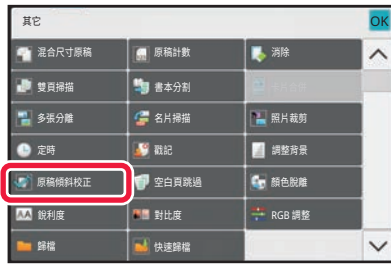 其它
OK
混合尺寸原稿 原稿計數 消除
雙頁掃描 書本分割
多張分離 名片掃描 照片裁剪
定時 戳記 調整背景
原稿傾斜校正 空白頁跳過 顏色脫離
銳利度 對比度 RGB 調整
歸檔 快速歸檔